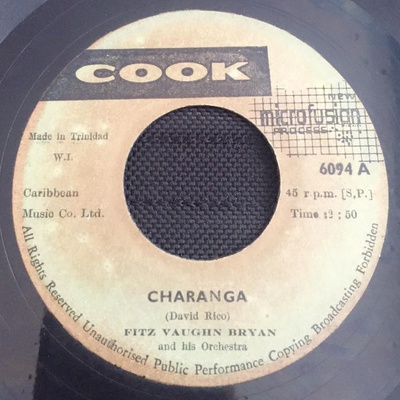 COOK
NEW
microfusion
PROCESS
Made in Trinidad
W.I.
6094 A
Caribbean
Music Co. Ltd.
45 r.p.m. [S.P.]
Time :2 ; 50
CHARANGA
(David Rico)
FITZ VAUGHN BRYAN
and his Orchestra
All Rights Reserved Unauthorised Public Performance Copying Broadcasting Forbidden